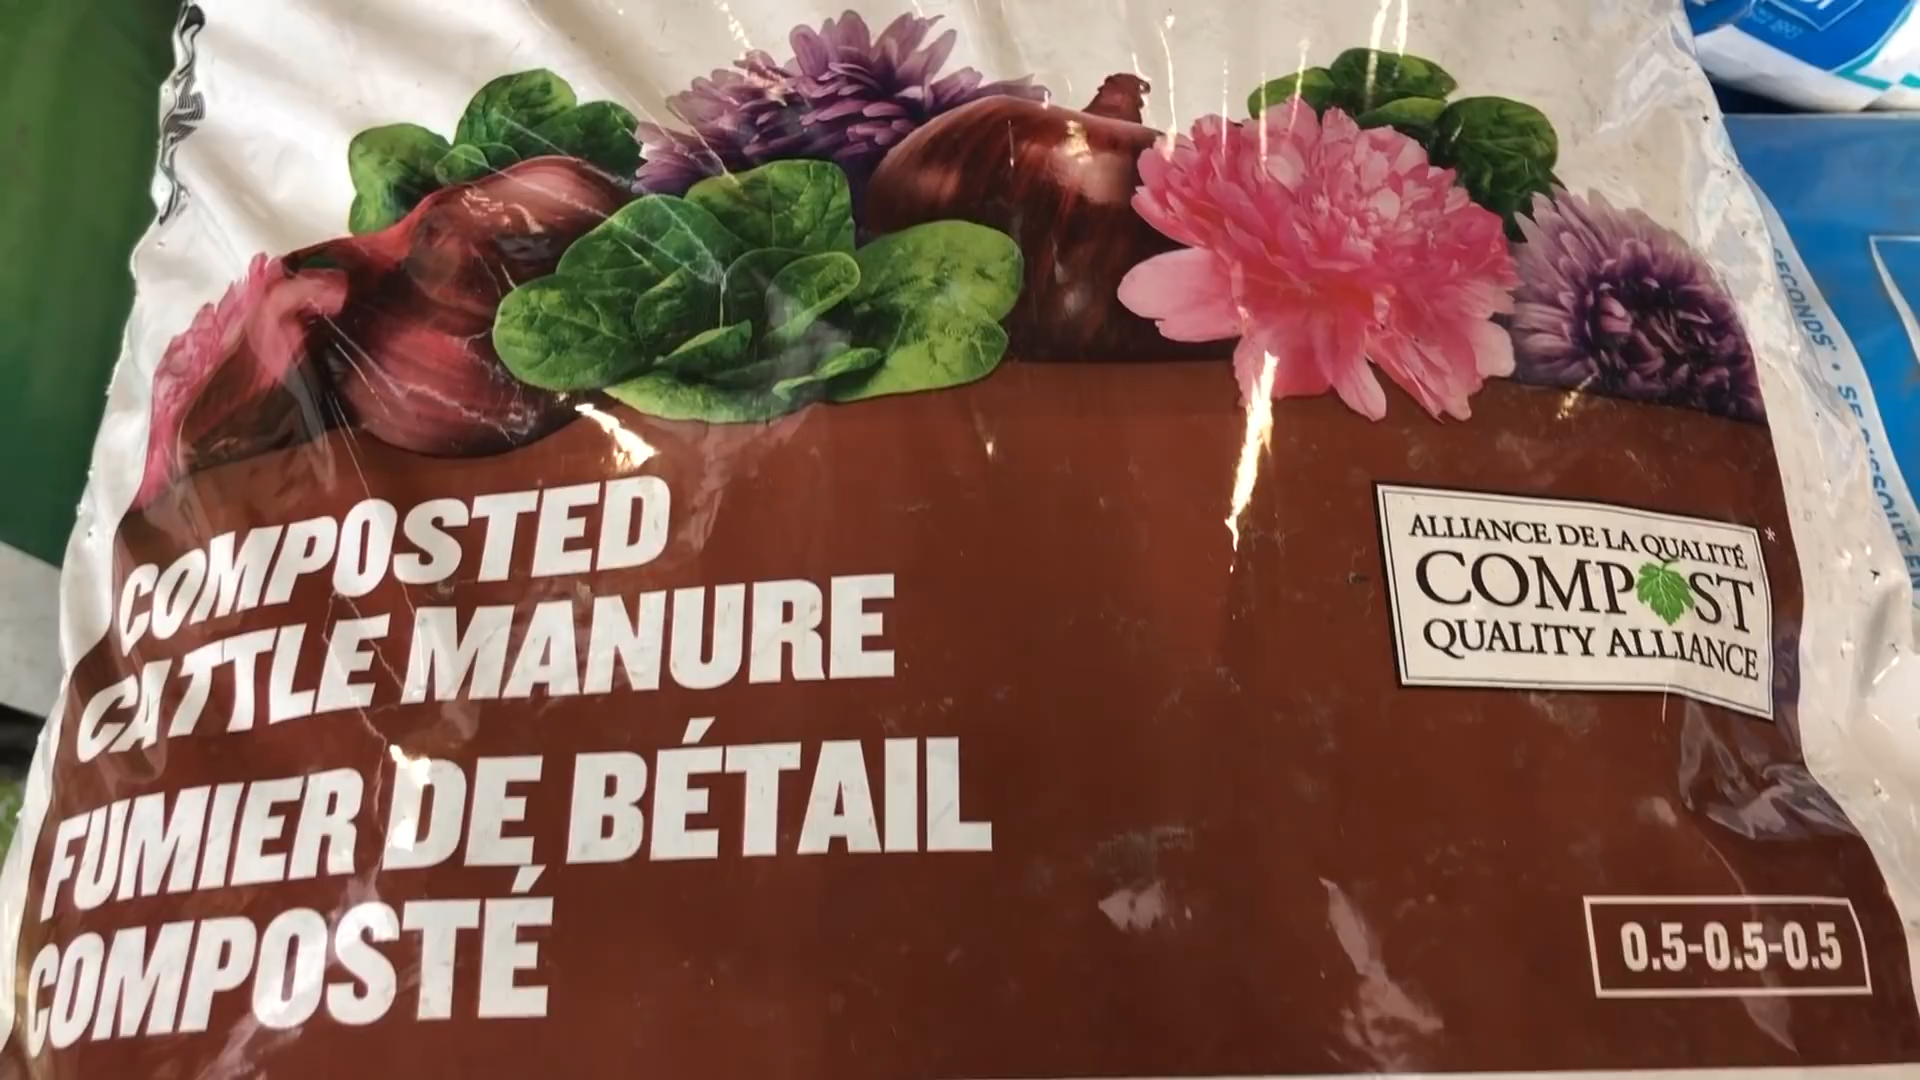 COMPOSTED
CATTLE MANURE
FUMIER DE BÉTAIL
COMPOSTÉ
ALLIANCE DE LA QUALITÉ *
COMPOST
QUALITY ALLIANCE
0.5-0.5-0.5
SECONDS